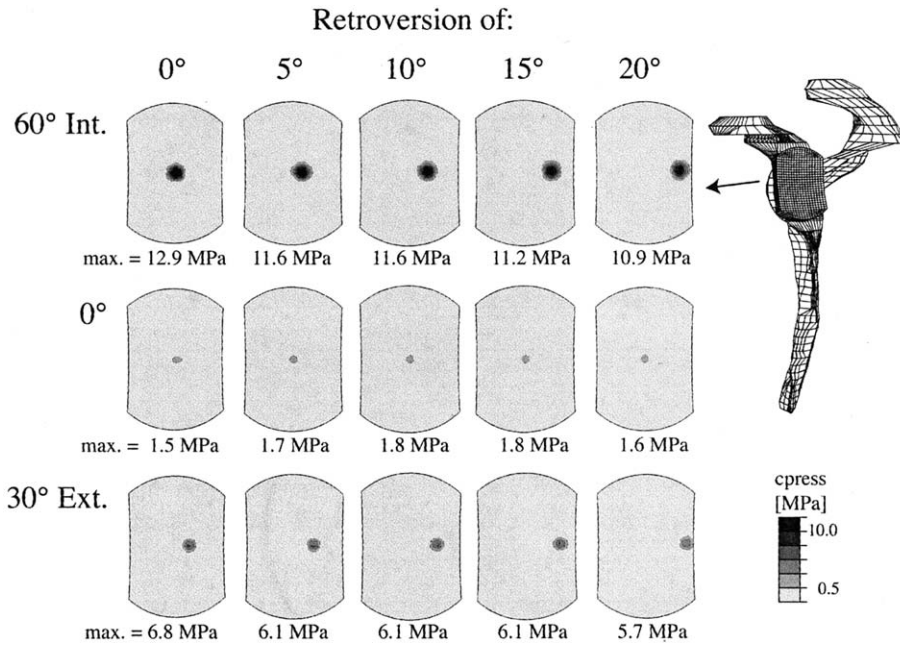 Retroversion of:
0° 5° 10° 15° 20°
60° Int.
max. = 12.9 MPa 11.6 MPa 11.6 MPa 11.2 MPa 10.9 MPa
0°
max. = 1.5 MPa 1.7 MPa 1.8 MPa 1.8 MPa 1.6 MPa
30° Ext.
max. = 6.8 MPa 6.1 MPa 6.1 MPa 6.1 MPa 5.7 MPa
cpress
[MPa]
10.0
0.5